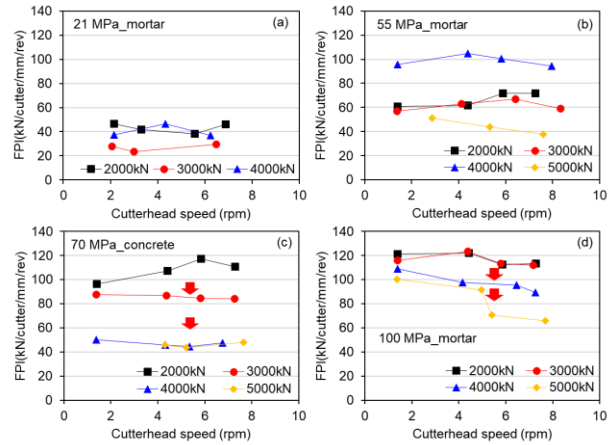 21 MPa_mortar
(a)
140
120
100
80
60
40
20
0
FPI(kN/cutter/mm/rev)
2000kN 3000kN 4000kN
0 2 4 6 8 10
Cutterhead speed (rpm)
55 MPa_mortar
(b)
140
120
100
80
60
40
20
0
FPI(kN/cutter/mm/rev)
2000kN 3000kN
4000kN 5000kN
0 2 4 6 8 10
Cutterhead speed (rpm)
70 MPa_concrete
(c)
140
120
100
80
60
40
20
0
FPI(kN/cutter/mm/rev)
2000kN 3000kN
4000kN 5000kN
0 2 4 6 8 10
Cutterhead speed (rpm)
(d)
140
120
100
80
60
40
20
0
FPI(kN/cutter/mm/rev)
100 MPa_mortar
2000kN 3000kN
4000kN 5000kN
0 2 4 6 8 10
Cutterhead speed (rpm)